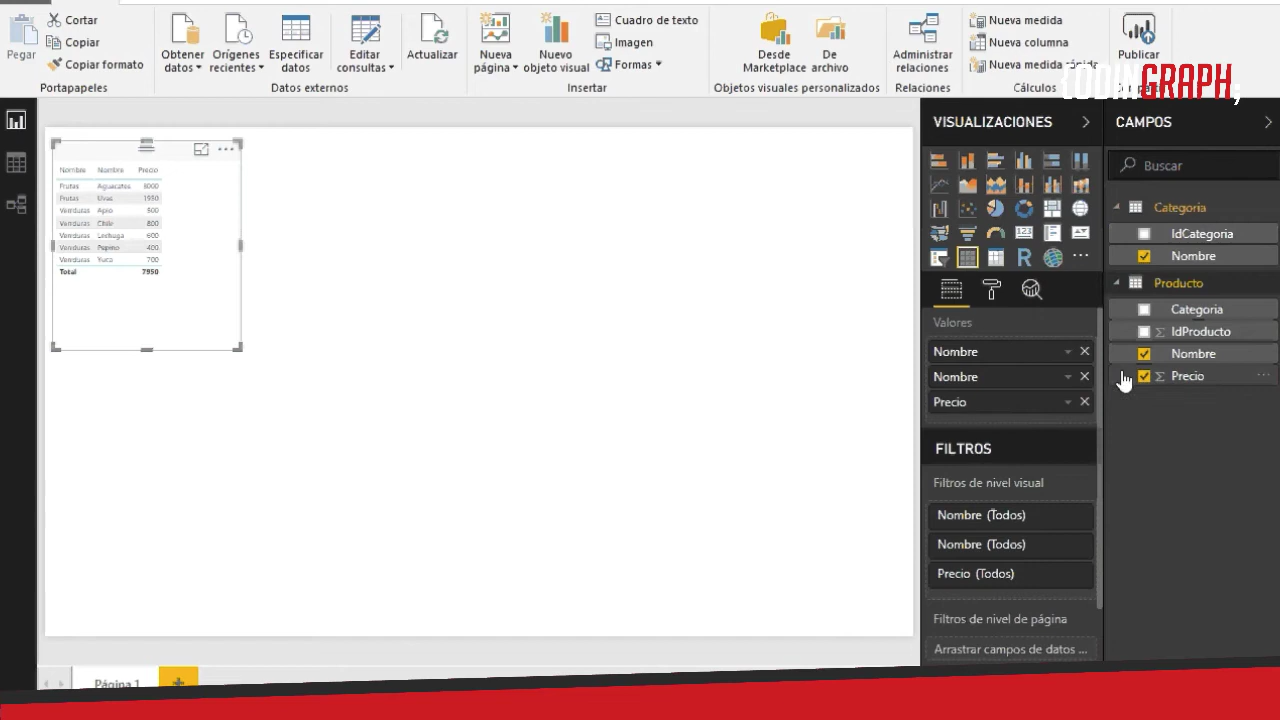 Pegar
Cortar
Copiar
Copiar formato
Portapapeles
Obtener
datos
Orígenes
recientes
Especificar
datos
Editar
consultas
Actualizar
Datos externos
Nueva
página
Nuevo
objeto visual
Cuadro de texto
Imagen
Formas
Insertar
Desde
Marketplace
De
archivo
Objetos visuales personalizados
Administrar
relaciones
Relaciones
Nueva medida
Nueva columna
Nueva medida rápida
Cálculos
Publicar
{ODINGRAPH;
Nombre Nombre Precio
Frutas Aguacates 3000
Frutas Uvas 1950
Verduras Apio 500
Verduras Chile 800
Verduras Lechuga 600
Verduras Pepino 400
Verduras Yuca 700
Total 7950
VISUALIZACIONES
123
R
Valores
Nombre
Nombre
Precio
FILTROS
Filtros de nivel visual
Nombre (Todos)
Nombre (Todos)
Precio (Todos)
Filtros de nivel de página
Arrastrar campos de datos ...
CAMPOS
Buscar
Categoria
IdCategoria
Nombre
Producto
Categoria
Σ IdProducto
Nombre
Σ Precio
Página 1